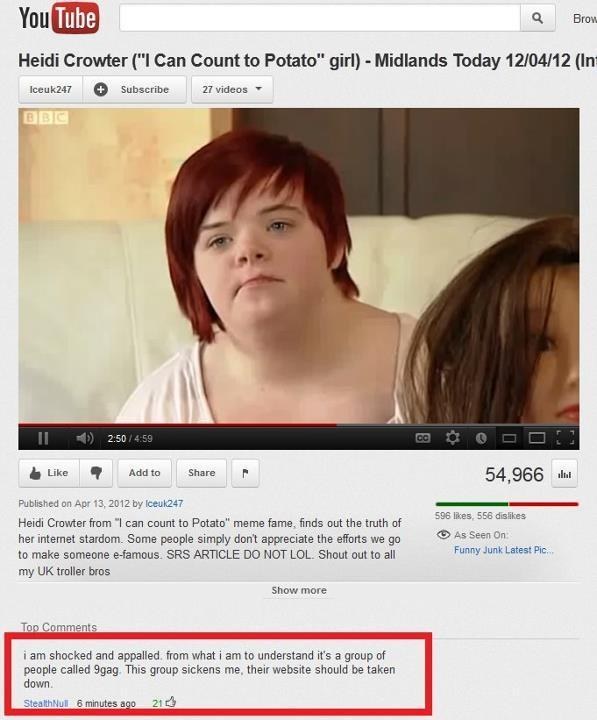 YouTube
Brow
Heidi Crowter ("I Can Count to Potato" girl) - Midlands Today 12/04/12 (Int
lceuk247 Subscribe 27 videos
BBC
2:50 / 4:59 CC
Like Add to Share 54,966
Published on Apr 13, 2012 by lceuk247
596 likes, 556 dislikes
Heidi Crowter from "I can count to Potato" meme fame, finds out the truth of
her internet stardom. Some people simply don't appreciate the efforts we go
to make someone e-famous. SRS ARTICLE DO NOT LOL. Shout out to all
my UK troller bros
As Seen On:
Funny Junk Latest Pic...
Show more
Top Comments
i am shocked and appalled. from what i am to understand it's a group of
people called 9gag. This group sickens me, their website should be taken
down.
StealthNull 6 minutes ago 21